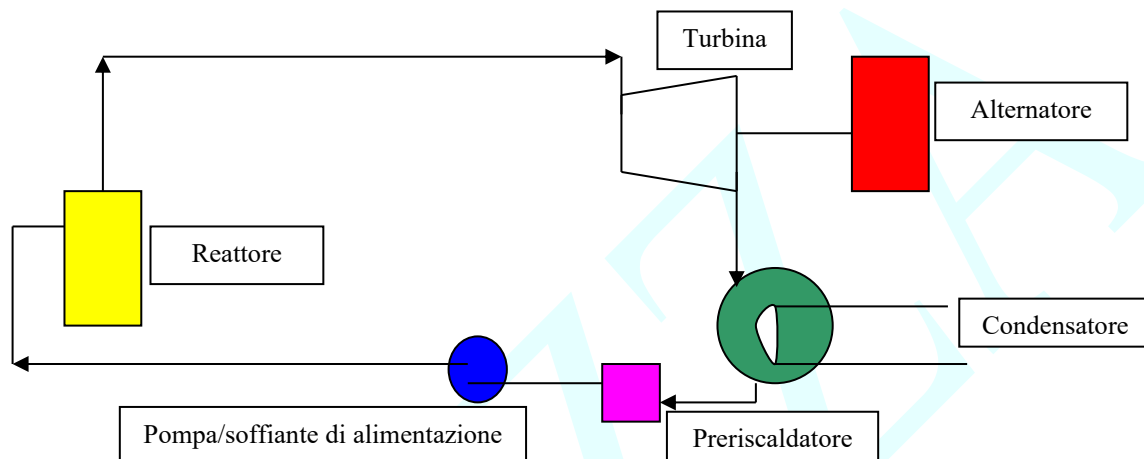 Turbina
Alternatore
Reattore
Condensatore
Pompa/soffiante di alimentazione
Preriscaldatore